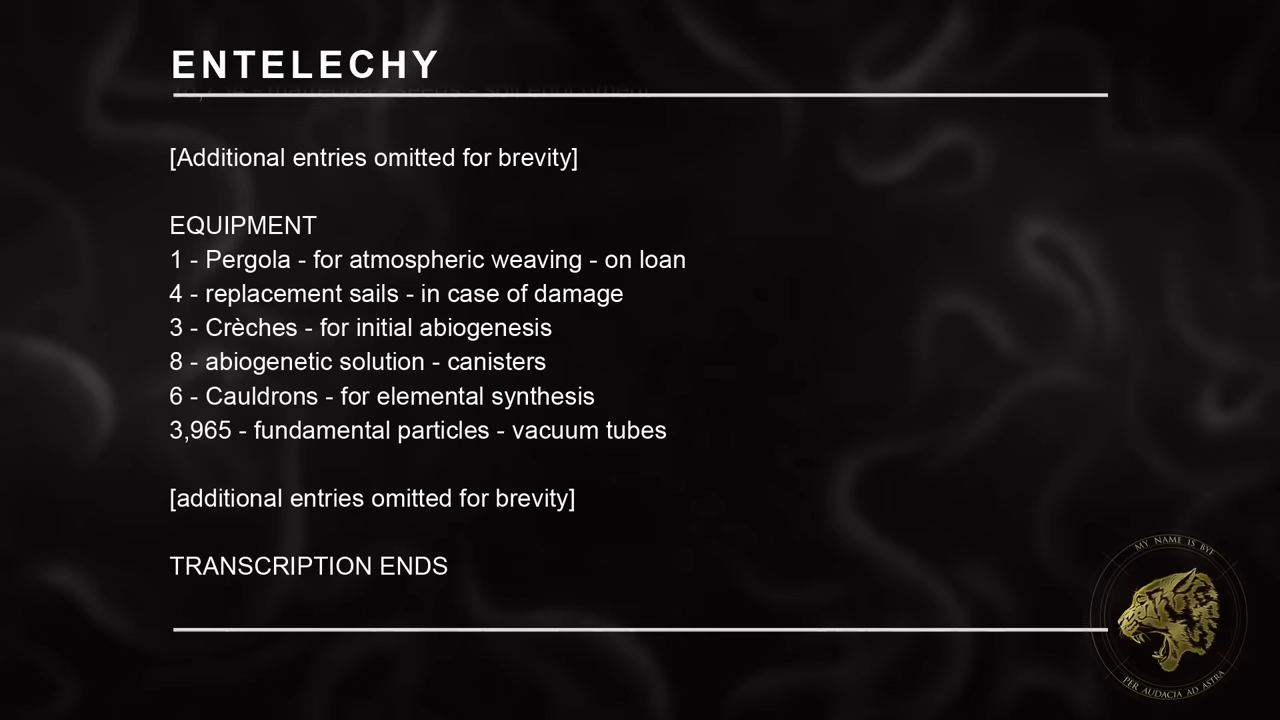 ENTELECHY
[Additional entries omitted for brevity]
EQUIPMENT
1 - Pergola - for atmospheric weaving - on loan
4 - replacement sails - in case of damage
3 - Crèches - for initial abiogenesis
8 - abiogenetic solution - canisters
6 - Cauldrons - for elemental synthesis
3,965 - fundamental particles - vacuum tubes
[additional entries omitted for brevity]
TRANSCRIPTION ENDS
MY NAME IS BYF
PER AUDACIA AD ASTRA